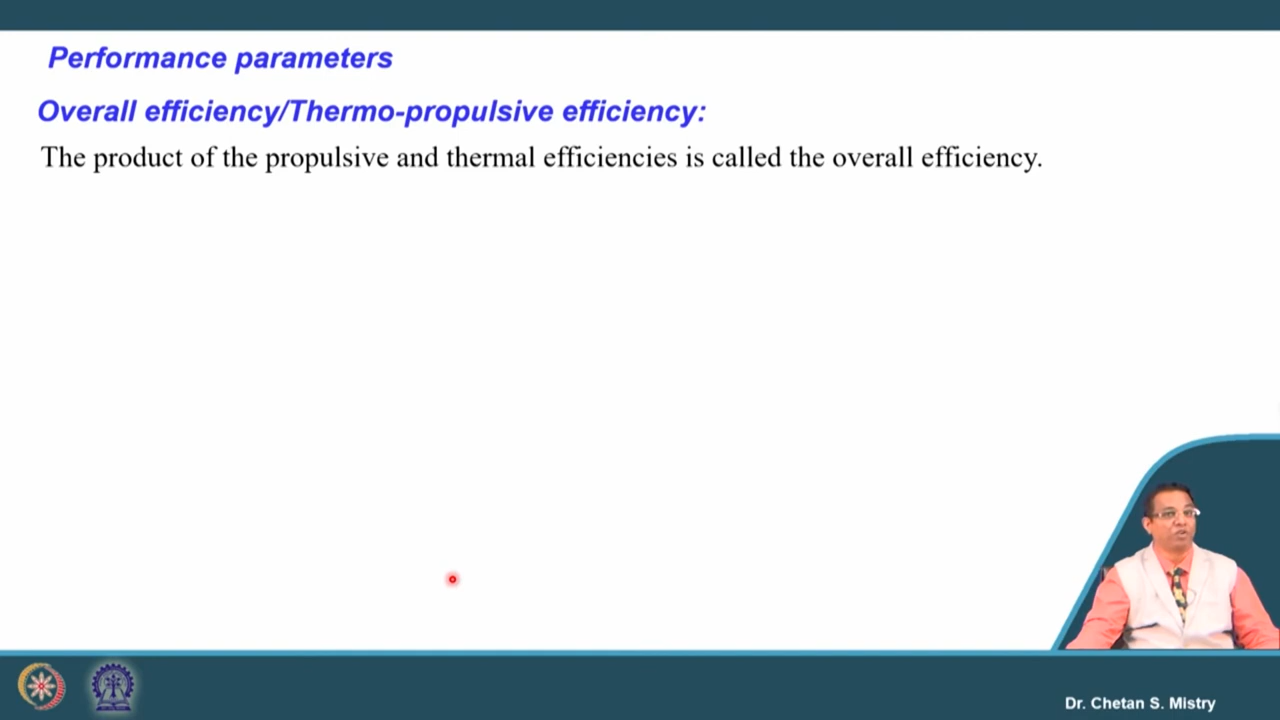 Performance parameters
Overall efficiency/Thermo-propulsive efficiency:
The product of the propulsive and thermal efficiencies is called the overall efficiency.
Dr. Chetan S. Mistry